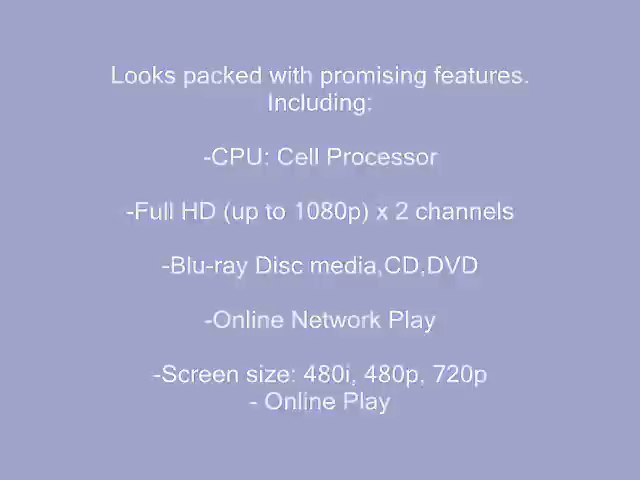 Looks packed with promising features.
Including:
-CPU: Cell Processor
-Full HD (up to 1080p) x 2 channels
-Blu-ray Disc media,CD,DVD
-Online Network Play
-Screen size: 480i, 480p, 720p
- Online Play